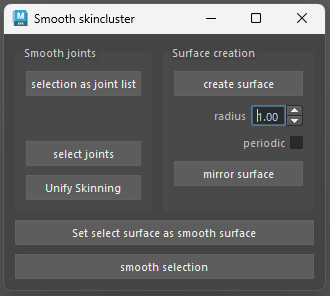 Smooth skincluster
Smooth joints
selection as joint list
select joints
Unify Skinning
Surface creation
create surface
radius 1.00
periodic
mirror surface
Set select surface as smooth surface
smooth selection